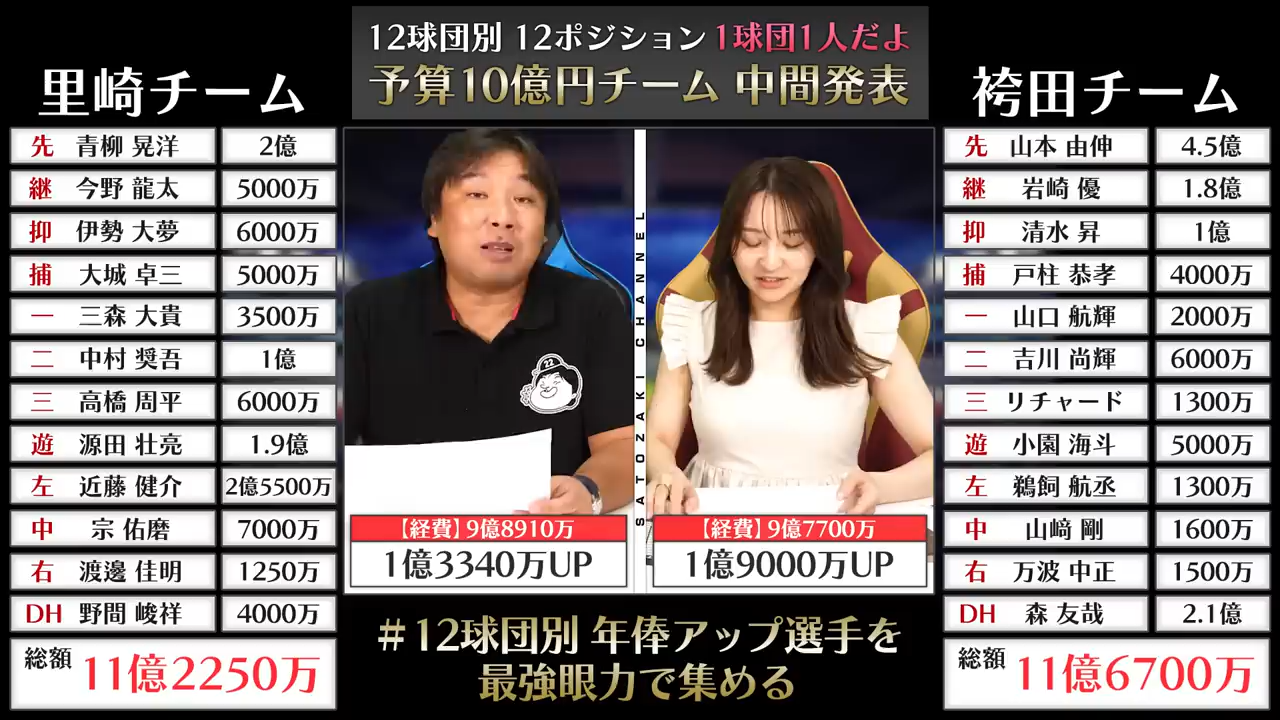 12球団別 12ポジション 1球団1人だよ
予算10億円チーム 中間発表
里崎チーム
先 青柳 晃洋 2億
継 今野 龍太 5000万
抑 伊勢 大夢 6000万
捕 大城 卓三 5000万
一 三森 大貴 3500万
二 中村 奨吾 1億
三 高橋 周平 6000万
遊 源田 壮亮 1.9億
左 近藤 健介 2億5500万
中 宗 佑磨 7000万
右 渡邊 佳明 1250万
DH 野間 峻祥 4000万
総額 11億2250万
22
SATOZAKI CHANNEL
【経費】9億8910万
1億3340万UP
【経費】9億7700万
1億9000万UP
#12球団別 年俸アップ選手を
最強眼力で集める
袴田チーム
先 山本 由伸 4.5億
継 岩崎 優 1.8億
抑 清水 昇 1億
捕 戸柱 恭孝 4000万
一 山口 航輝 2000万
二 吉川 尚輝 6000万
三 リチャード 1300万
遊 小園 海斗 5000万
左 鵜飼 航丞 1300万
中 山﨑 剛 1600万
右 万波 中正 1500万
DH 森 友哉 2.1億
総額 11億6700万